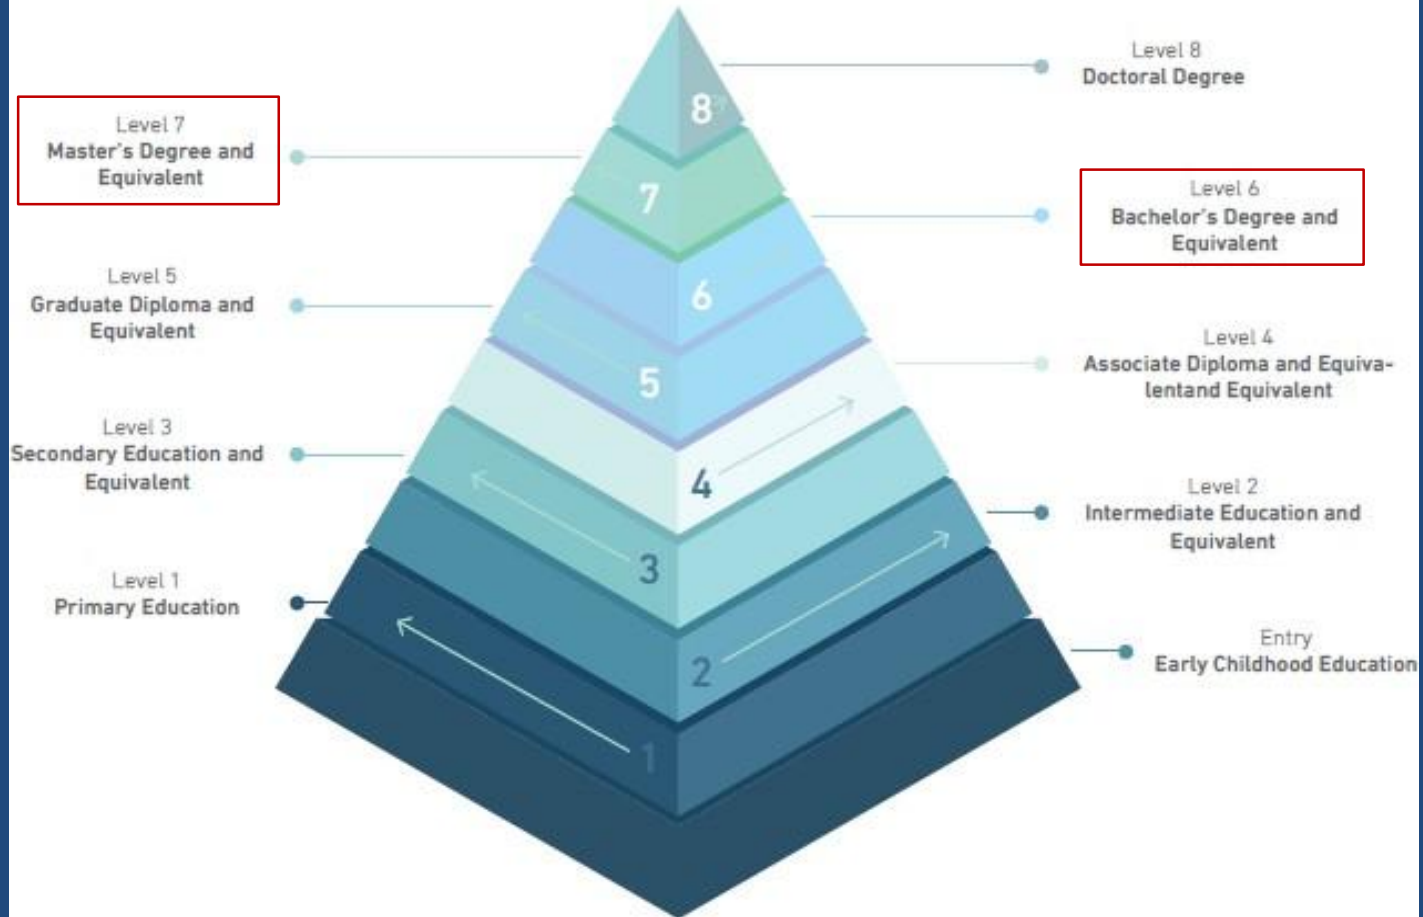 Level 8
Doctoral Degree
Level 7
Master's Degree and
Equivalent
Level 6
Bachelor's Degree and
Equivalent
Level 5
Graduate Diploma and
Equivalent
Level 4
Associate Diploma and Equiva-
lentand Equivalent
Level 3
Secondary Education and
Equivalent
Level 2
Intermediate Education and
Equivalent
Level 1
Primary Education
Entry
Early Childhood Education
8
7
6
5
4
3
2
1